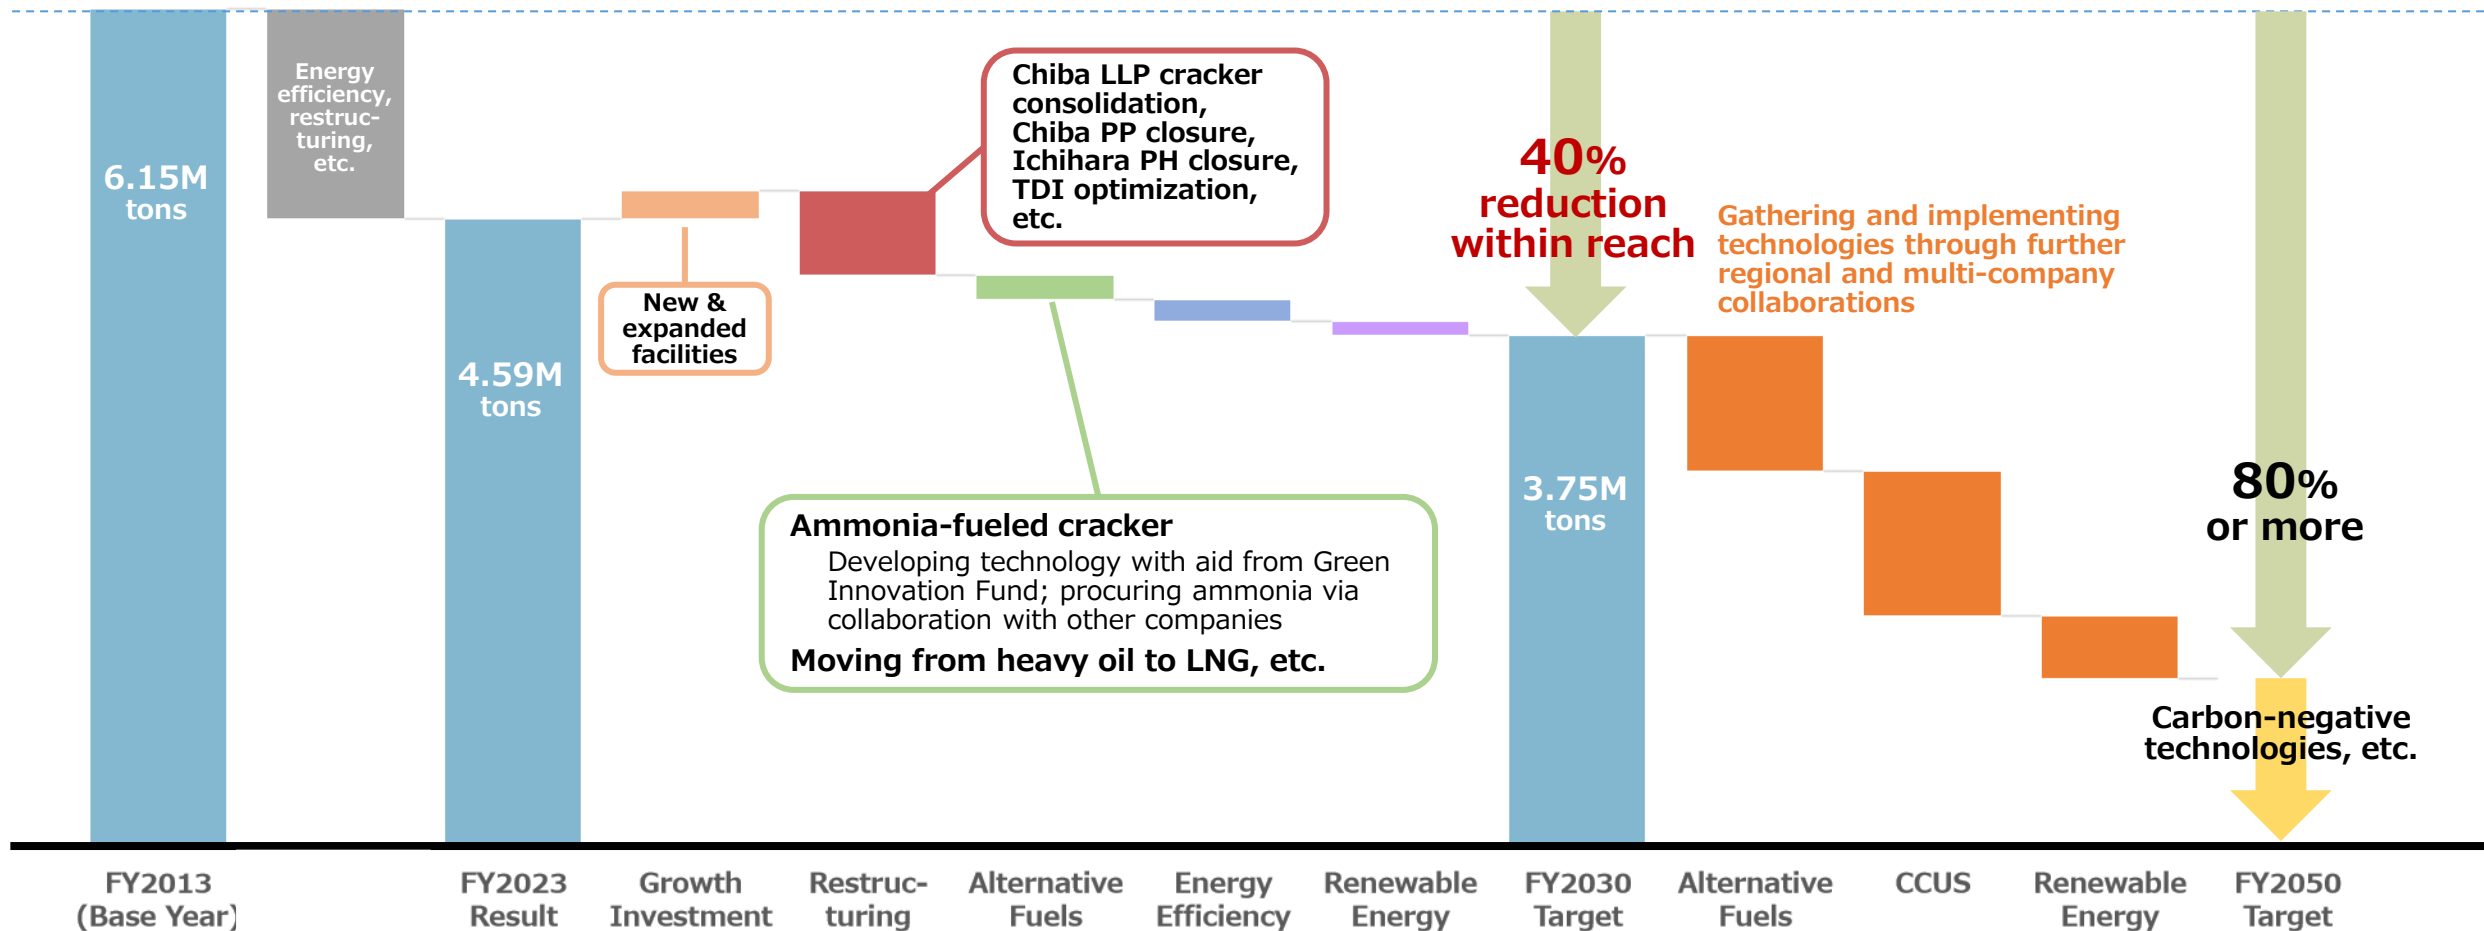 Energy
efficiency,
restruc-
turing,
etc.
6.15M
tons
4.59M
tons
New &
expanded
facilities
Chiba LLP cracker
consolidation,
Chiba PP closure,
Ichihara PH closure,
TDI optimization,
etc.
Ammonia-fueled cracker
Developing technology with aid from Green
Innovation Fund; procuring ammonia via
collaboration with other companies
Moving from heavy oil to LNG, etc.
40%
reduction
within reach
3.75M
tons
Gathering and implementing
technologies through further
regional and multi-company
collaborations
80%
or more
Carbon-negative
technologies, etc.
FY2013
(Base Year)
FY2023
Result
Growth
Investment
Restruc-
turing
Alternative
Fuels
Energy
Efficiency
Renewable
Energy
FY2030
Target
Alternative
Fuels
CCUS
Renewable
Energy
FY2050
Target